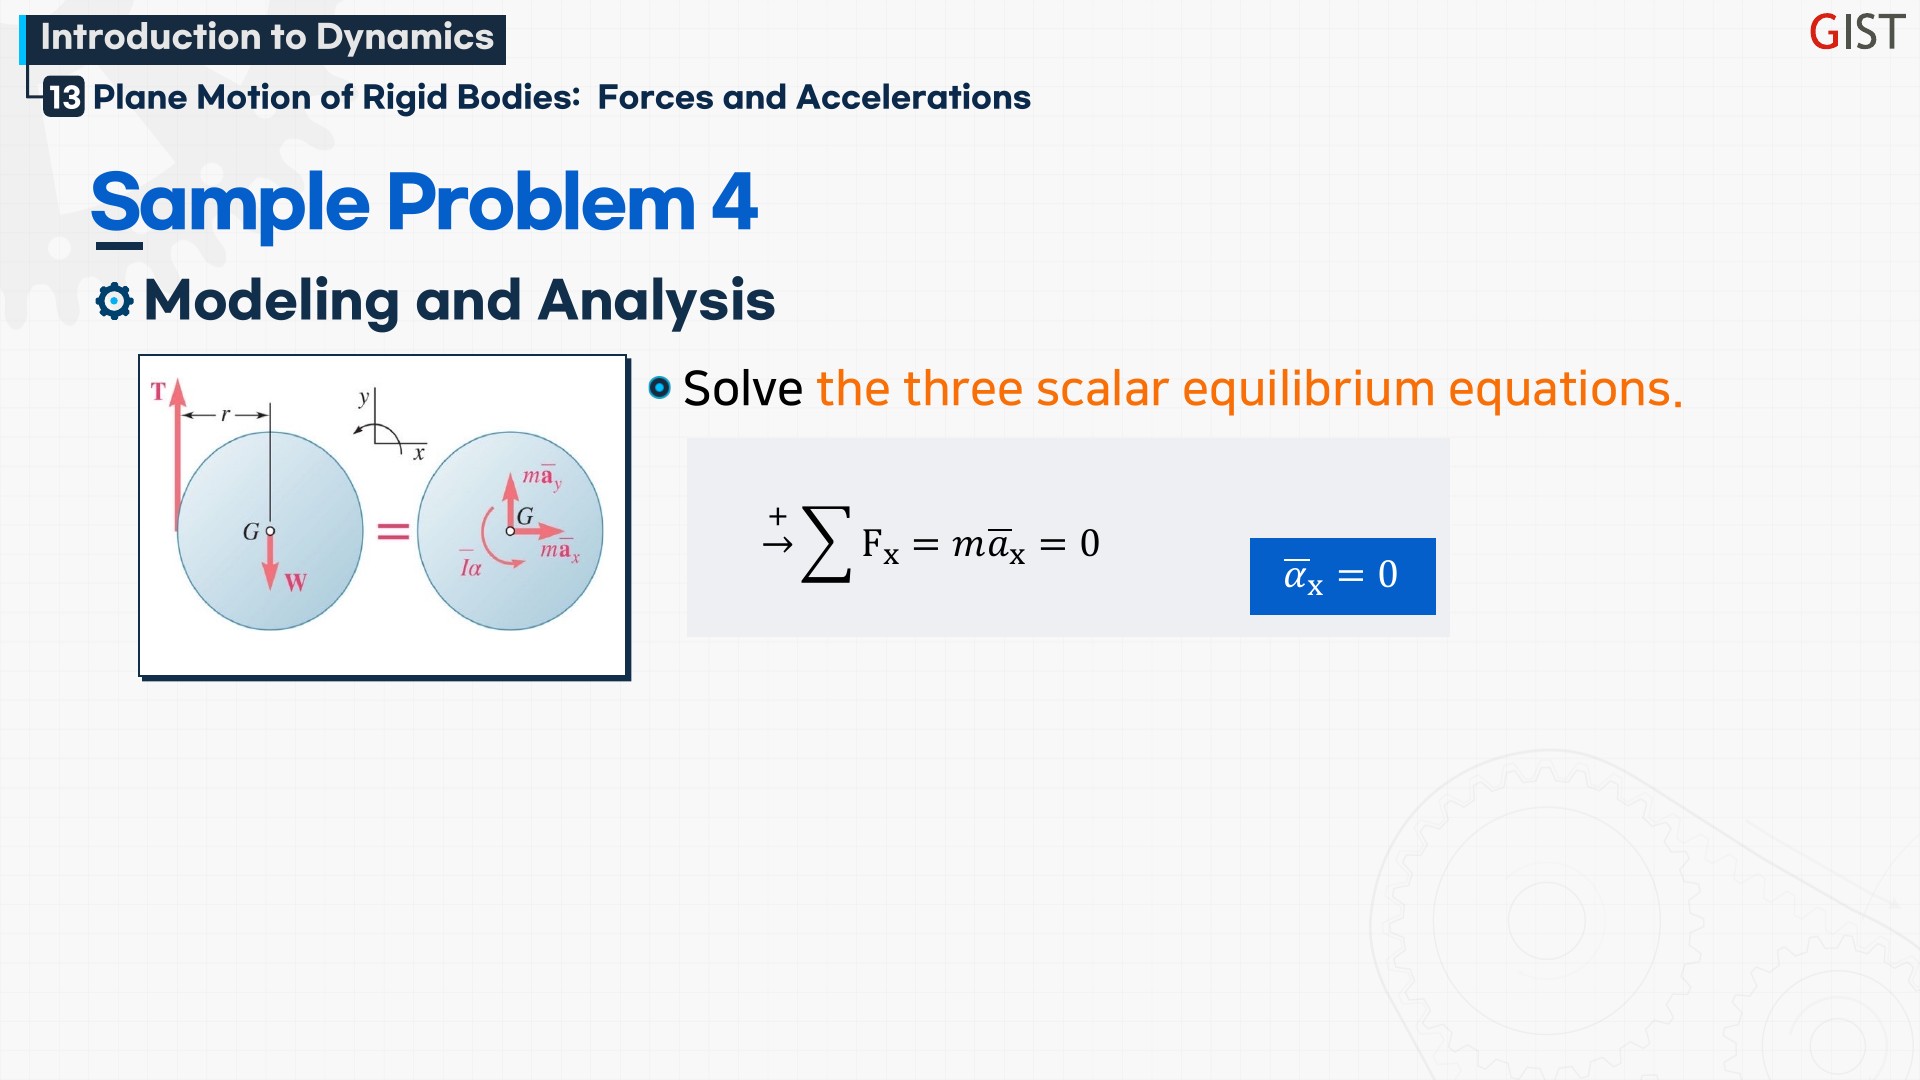 Introduction to Dynamics
GIST
13 Plane Motion of Rigid Bodies: Forces and Accelerations
Sample Problem 4
Modeling and Analysis
Solve the three scalar equilibrium equations.
T
r
G
W
y
x
=
ma̅y
G
ma̅x
I̅α
+→ ∑ Fx = ma̅x = 0
α̅x = 0